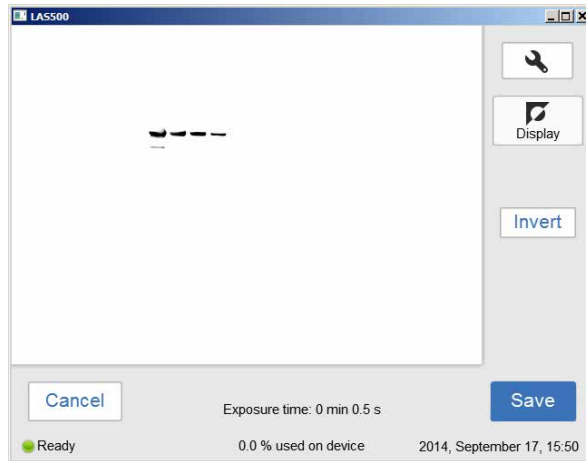 LAS500
Display
Invert
Cancel
Exposure time: 0 min 0.5 s
Save
Ready
0.0 % used on device
2014, September 17, 15:50